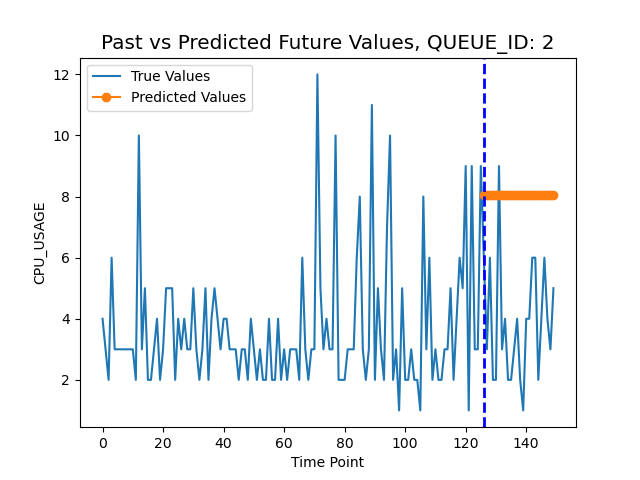 Past vs Predicted Future Values, QUEUE_ID: 2
True Values
Predicted Values
CPU_USAGE
12
10
8
6
4
2
0
20
40
60
80
100
120
140
Time Point